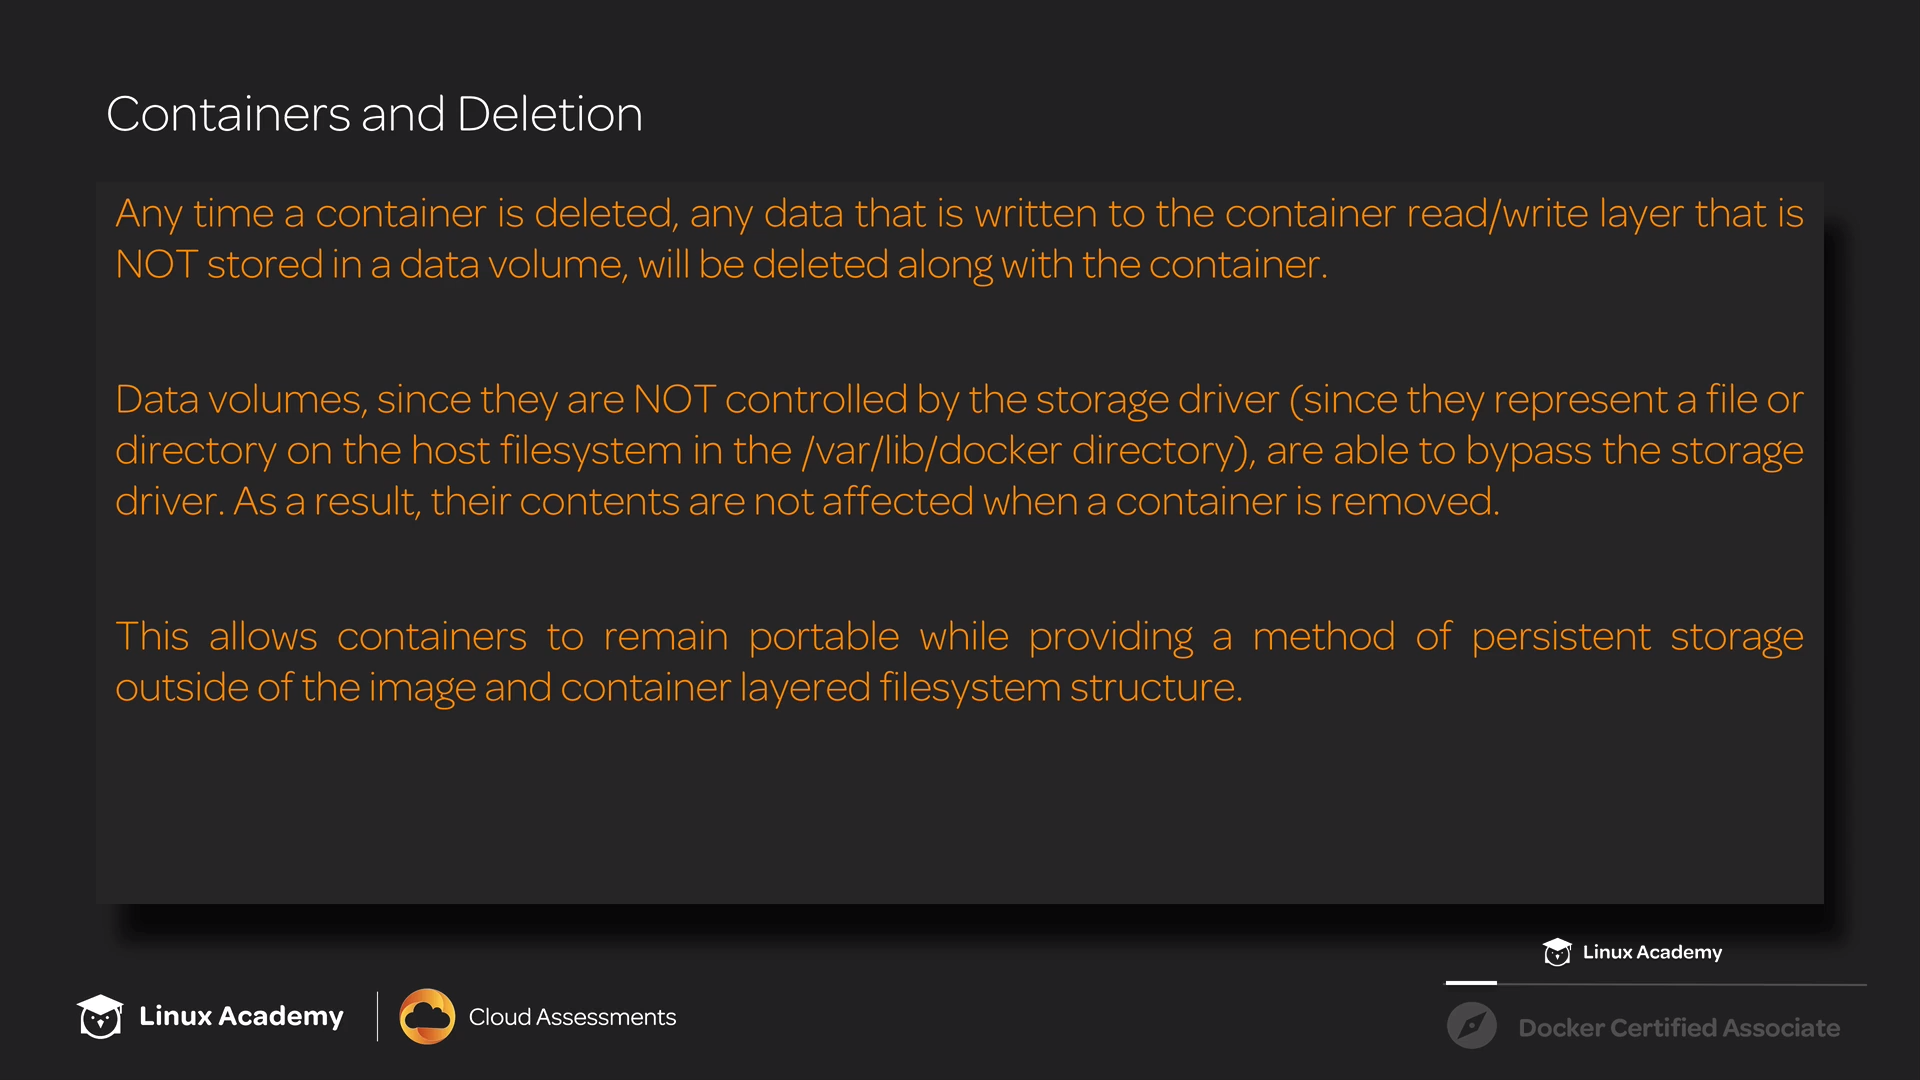 Containers and Deletion
Any time a container is deleted, any data that is written to the container read/write layer that is
NOT stored in a data volume, will be deleted along with the container.
Data volumes, since they are NOT controlled by the storage driver (since they represent a file or
directory on the host filesystem in the /var/lib/docker directory), are able to bypass the storage
driver. As a result, their contents are not affected when a container is removed.
This allows containers to remain portable while providing a method of persistent storage
outside of the image and container layered filesystem structure.
Linux Academy
Linux Academy
Cloud Assessments
Docker Certified Associate